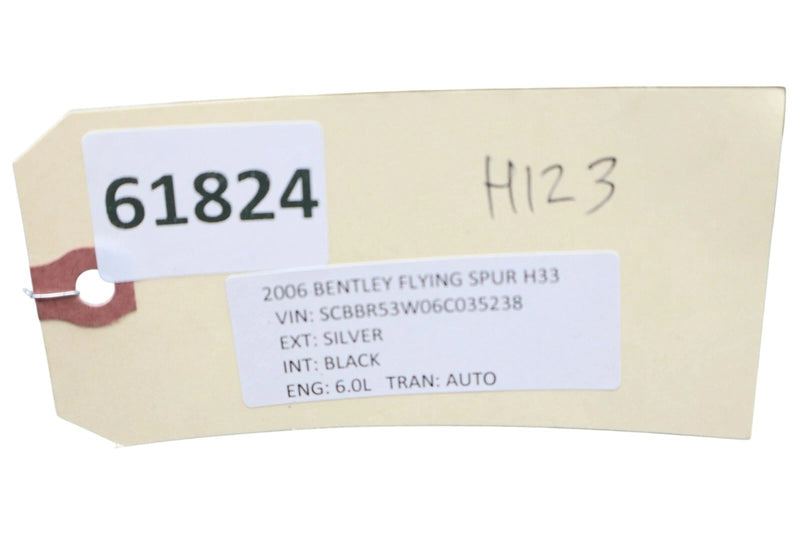 61824
H123
2006 BENTLEY FLYING SPUR H33
VIN: SCBBR53W06C035238
EXT: SILVER
INT: BLACK
ENG: 6.0L TRAN: AUTO